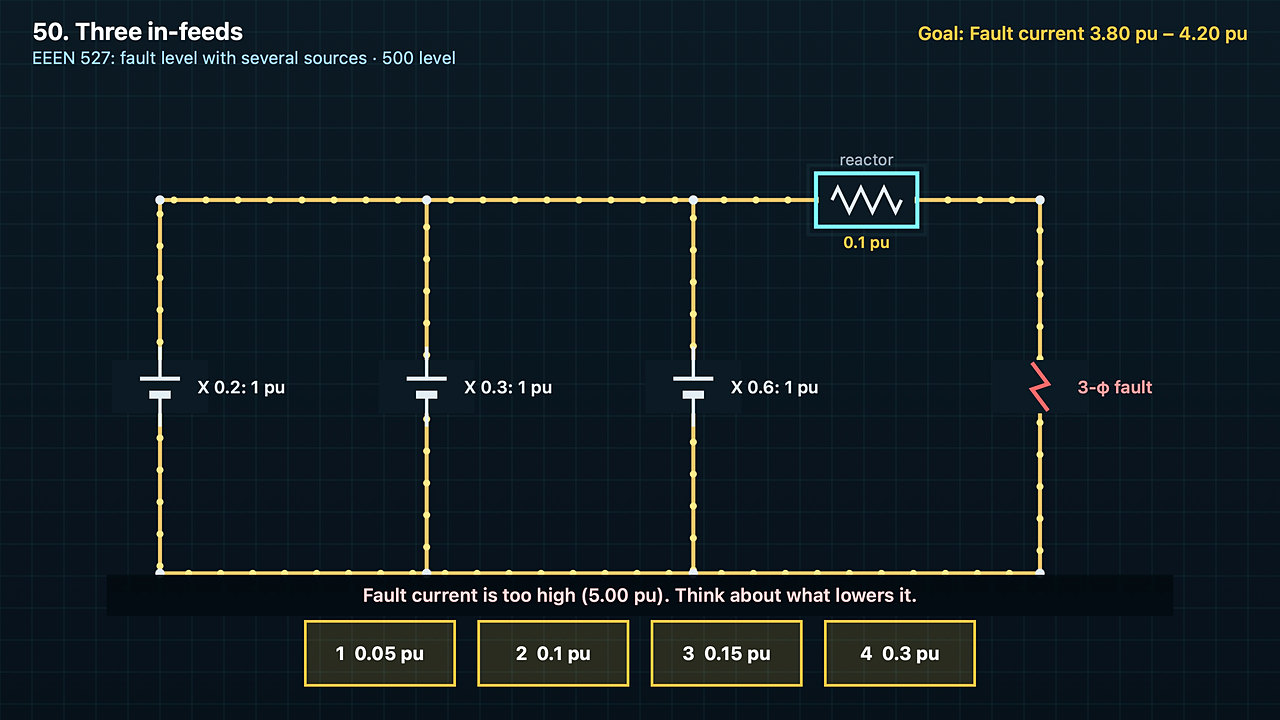 50. Three in-feeds
Goal: Fault current 3.80 pu – 4.20 pu
EEEN 527: fault level with several sources · 500 level
reactor
0.1 pu
X 0.2: 1 pu
X 0.3: 1 pu
X 0.6: 1 pu
3-φ fault
Fault current is too high (5.00 pu). Think about what lowers it.
1 0.05 pu
2 0.1 pu
3 0.15 pu
4 0.3 pu